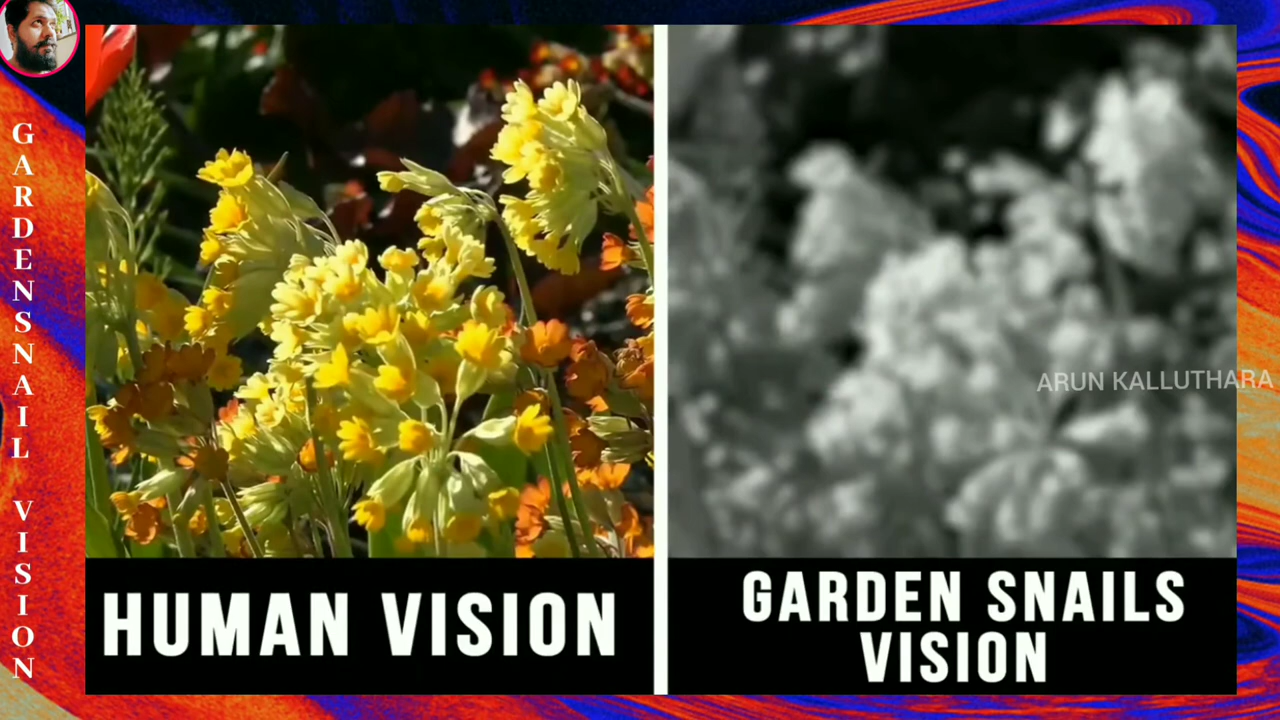 GARDENSNAIL VISION
HUMAN VISION
GARDEN SNAILS
VISION
ARUN KALLUTHARA